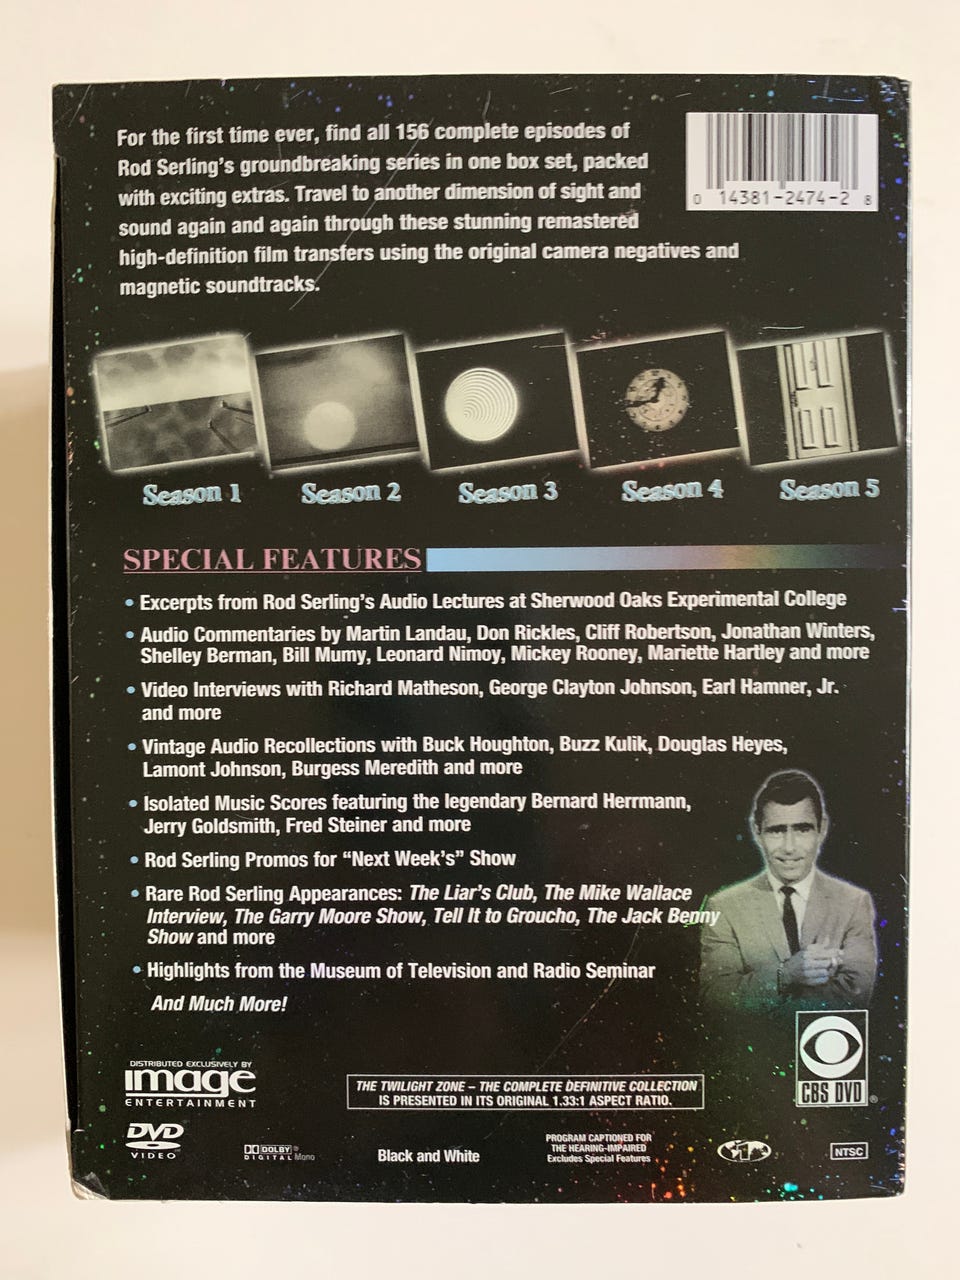 For the first time ever, find all 156 complete episodes of
Rod Serling's groundbreaking series in one box set, packed
with exciting extras. Travel to another dimension of sight and
sound again and again through these stunning remastered
high-definition film transfers using the original camera negatives and
magnetic soundtracks.
0 14381-2474-2 8
Season 1 Season 2 Season 3 Season 4 Season 5
SPECIAL FEATURES
• Excerpts from Rod Serling's Audio Lectures at Sherwood Oaks Experimental College
• Audio Commentaries by Martin Landau, Don Rickles, Cliff Robertson, Jonathan Winters,
Shelley Berman, Bill Mumy, Leonard Nimoy, Mickey Rooney, Mariette Hartley and more
• Video Interviews with Richard Matheson, George Clayton Johnson, Earl Hamner, Jr.
and more
• Vintage Audio Recollections with Buck Houghton, Buzz Kulik, Douglas Heyes,
Lamont Johnson, Burgess Meredith and more
• Isolated Music Scores featuring the legendary Bernard Herrmann,
Jerry Goldsmith, Fred Steiner and more
• Rod Serling Promos for "Next Week's" Show
• Rare Rod Serling Appearances: The Liar's Club, The Mike Wallace
Interview, The Garry Moore Show, Tell It to Groucho, The Jack Benny
Show and more
• Highlights from the Museum of Television and Radio Seminar
And Much More!
DISTRIBUTED EXCLUSIVELY BY
image
ENTERTAINMENT
THE TWILIGHT ZONE – THE COMPLETE DEFINITIVE COLLECTION
IS PRESENTED IN ITS ORIGINAL 1.33:1 ASPECT RATIO.
CBS DVD ®
DVD
VIDEO
DOLBY ®
DIGITAL Mono
Black and White
PROGRAM CAPTIONED FOR
THE HEARING-IMPAIRED
Excludes Special Features
1
NTSC